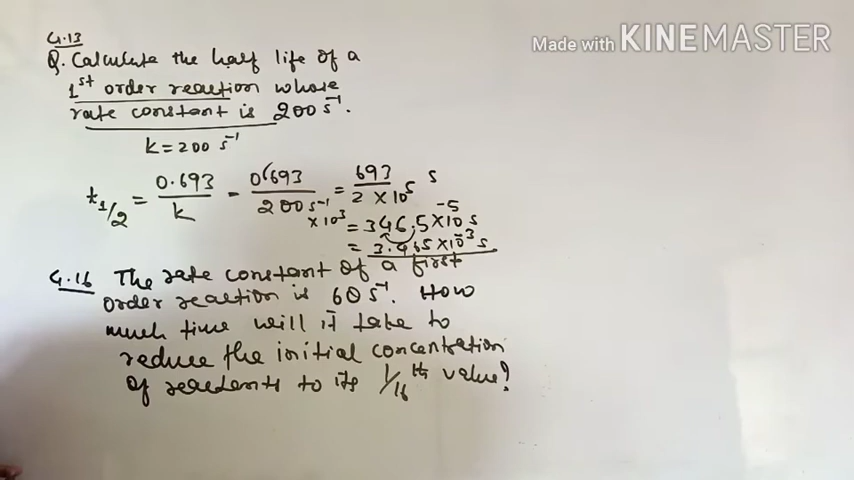 4.13
Q. Calculate the half life of a
1st order reaction whose
rate constant is 200 s⁻¹.
k = 200 s⁻¹
t1/2 = 0.693/k = 0.693/200 s⁻¹ = 693/2 × 10⁵ s
× 10³ = 346.5 × 10⁻⁵ s
= 3.465 × 10⁻³ s
4.16 The rate constant of a first
order reaction is 60 s⁻¹. How
much time will it take to
reduce the initial concentration
of reactants to its 1/16 th value?
Made with KINEMASTER